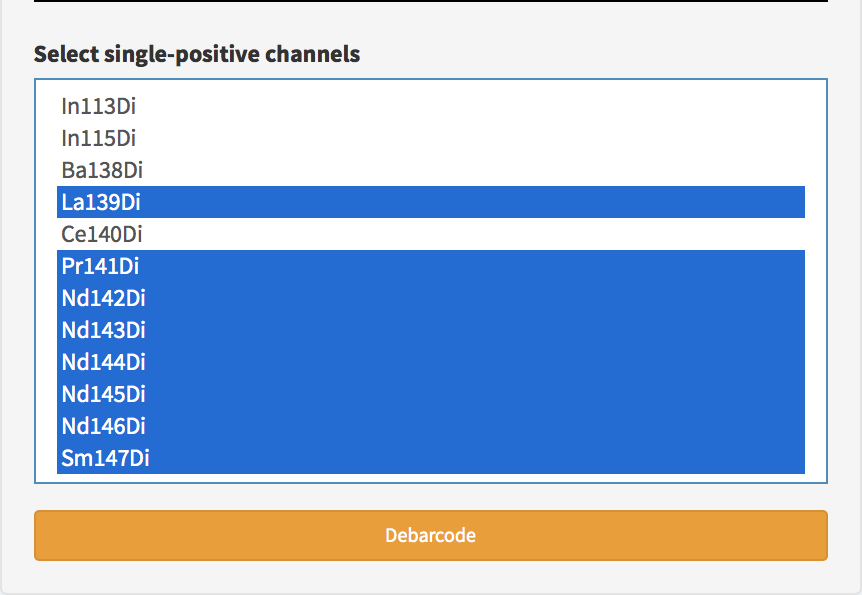 Select single-positive channels
In113Di
In115Di
Ba138Di
La139Di
Ce140Di
Pr141Di
Nd142Di
Nd143Di
Nd144Di
Nd145Di
Nd146Di
Sm147Di
Debarcode